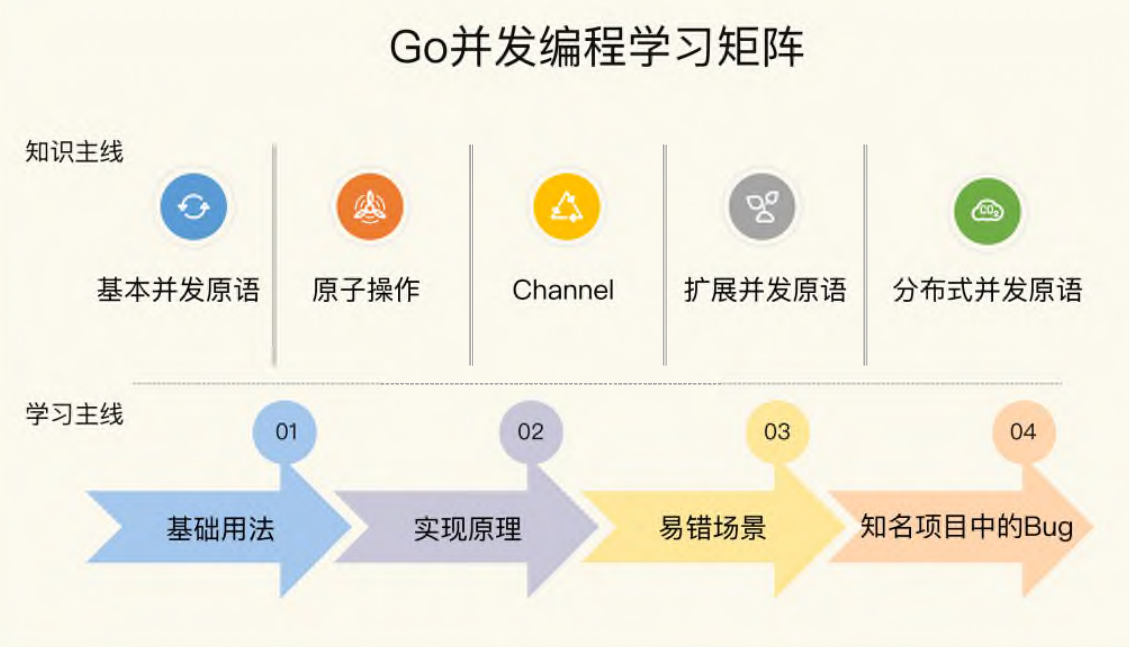 Go并发编程学习矩阵
知识主线
CO2
基本并发原语
原子操作
Channel
扩展并发原语
分布式并发原语
学习主线
01
02
03
04
基础用法
实现原理
易错场景
知名项目中的Bug